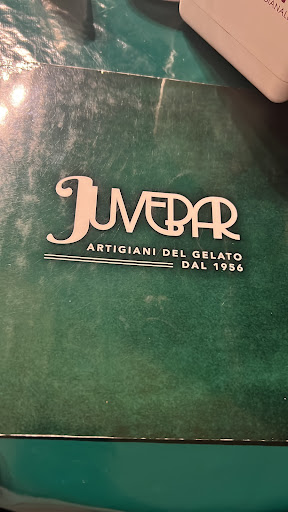 JUVEBAR
ARTIGIANI DEL GELATO
DAL 1956